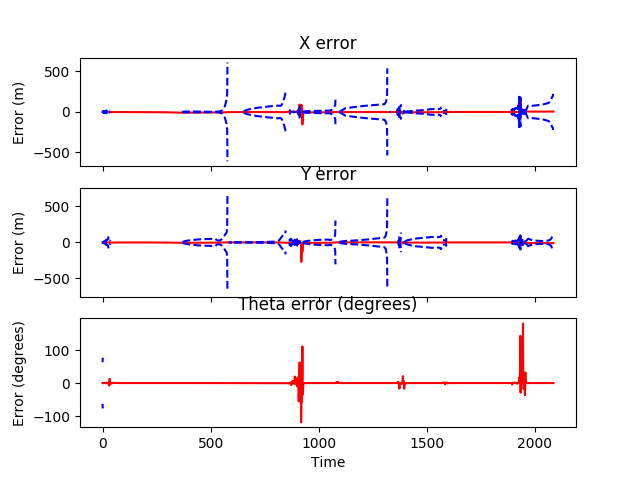 X error
500
0
−500
Error (m)
Y error
500
0
−500
Error (m)
Theta error (degrees)
100
0
−100
Error (degrees)
0 500 1000 1500 2000
Time